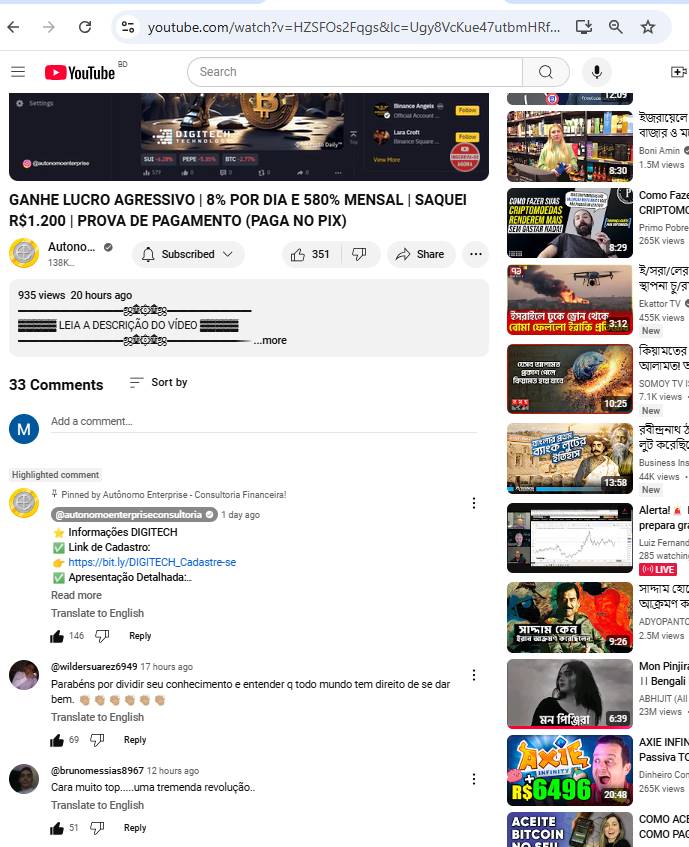 youtube.com/watch?v=HZSFOs2Fqgs&lc=Ugy8VcKue47utbmHRf...
YouTube BD
Search
Settings
DIGITECH
@autonomoenterprise
SUI -4.28% PEPE -5.35% BTC -2.77%
Binance Angels
Official Account ...
Follow
Lara Croft
Binance Square ...
Follow
View More
GANHE LUCRO AGRESSIVO | 8% POR DIA E 580% MENSAL | SAQUEI
R$1.200 | PROVA DE PAGAMENTO (PAGA NO PIX)
Autono...
138K...
Subscribed
351
Share
935 views 20 hours ago
LEIA A DESCRIÇÃO DO VÍDEO
...more
33 Comments
Sort by
M
Add a comment...
Highlighted comment
Pinned by Autônomo Enterprise - Consultoria Financeira!
@autonomoenterpriseconsultoria 1 day ago
⭐ Informações DIGITECH
✅ Link de Cadastro:
👉 https://bit.ly/DIGITECH_Cadastre-se
✅ Apresentação Detalhada:..
Read more
Translate to English
146
Reply
@wildersuarez6949 17 hours ago
Parabéns por dividir seu conhecimento e entender q todo mundo tem direito de se dar
bem. 👏🏼 👏🏼 👏🏼 👏🏼 👏🏼 👏🏼
Translate to English
69
Reply
@brunomessias8967 12 hours ago
Cara muito top.....uma tremenda revolução..
Translate to English
51
Reply
12:09
8:30
ইজরায়েলে
বাজার ও ম
Boni Amin
1.5M views
COMO FAZER SUAS
CRIPTOMOEDAS
RENDEREM MAIS
SEM GASTAR NADA!
8:29
Como Faze
CRIPTOMO
Primo Pobre
265K views
ইসরাইলে ঢুকে ড্রোন থেকে
বোমা ফেললো ইরাকি
3:12
ই/সরা/লের
স্থাপনা চু/র
Ekattor TV
455K views
New
10:25
কিয়ামতের
আলামত! অ
SOMOY TV
7.1K views
New
বাংলার প্রথম
ব্যাংক লুটের
ইতিহাস
13:58
রবীন্দ্রনাথ ঠ
লুট করেছি
Business Ins
44K views
New
Alerta! 🚨
prepara gra
Luiz Fernand
285 watching
LIVE
সাদ্দাম কেন
ইরান আক্রমণ করেছিলেন
9:26
সাদ্দাম হো
আক্রমণ ক
ADYOPANTO
2.5M views
মন পিঞ্জিরা
6:39
Mon Pinjira
|| Bengali
ABHIJIT (All
23M views
AXIE
INFINITY
R$6496
20:48
AXIE INFIN
Passiva TO
Dinheiro Con
265K views
ACEITE
BITCOIN
NO SEU
COMO ACE
COMO PAG